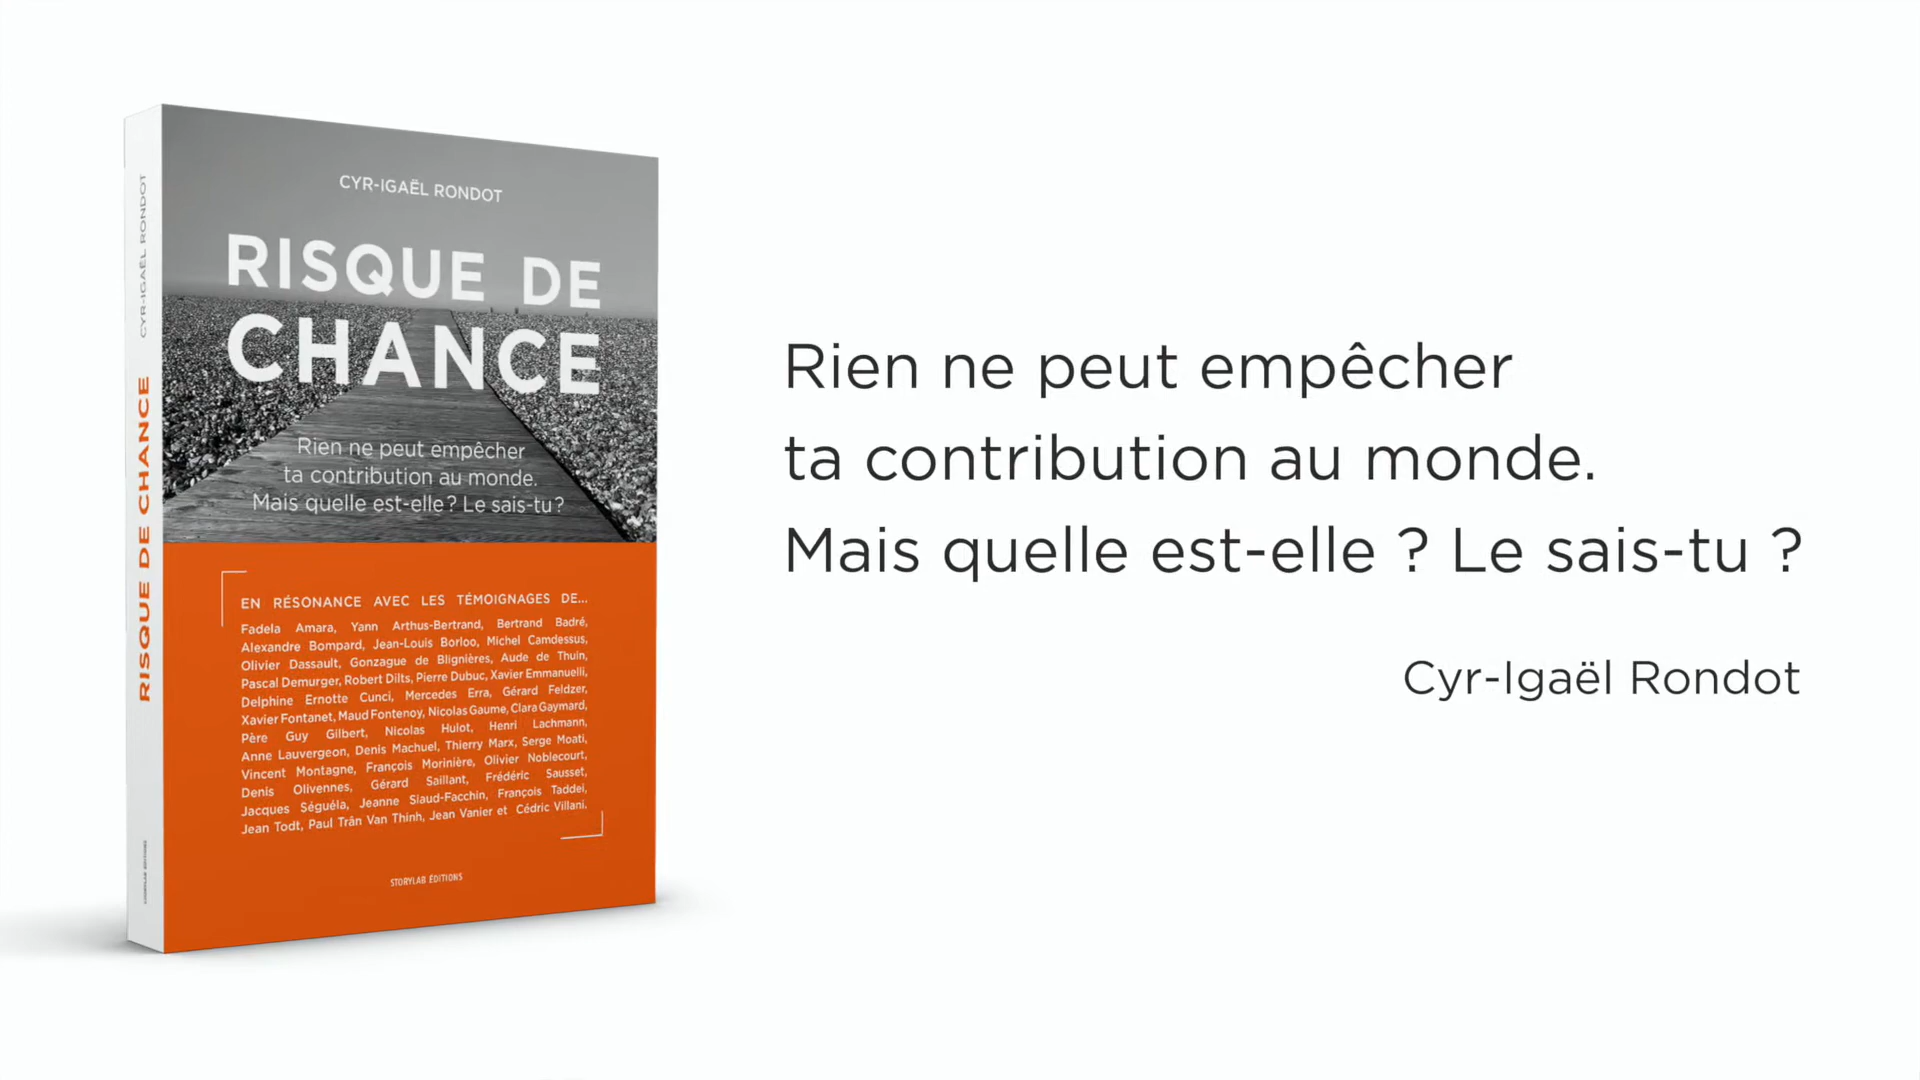 CYR-IGAËL RONDOT
RISQUE DE CHANCE
CYR-IGAËL RONDOT
RISQUE DE
CHANCE
Rien ne peut empêcher
ta contribution au monde.
Mais quelle est-elle ? Le sais-tu ?
EN RÉSONANCE AVEC LES TÉMOIGNAGES DE...
Fadela Amara, Yann Arthus-Bertrand, Bertrand Badré,
Alexandre Bompard, Jean-Louis Borloo, Michel Camdessus,
Olivier Dassault, Gonzague de Blignières, Aude de Thuin,
Pascal Demurger, Robert Dilts, Pierre Dubuc, Xavier Emmanuelli,
Delphine Ernotte Cunci, Mercedes Erra, Gérard Feldzer,
Xavier Fontanet, Maud Fontenoy, Nicolas Gaume, Clara Gaymard,
Père Guy Gilbert, Nicolas Hulot, Henri Lachmann,
Anne Lauvergeon, Denis Machuel, Thierry Marx, Serge Moati,
Vincent Montagne, François Morinière, Olivier Noblecourt,
Denis Olivennes, Gérard Saillant, Frédéric Sausset,
Jacques Séguéla, Jeanne Siaud-Facchin, François Taddei,
Jean Todt, Paul Trân Van Thinh, Jean Vanier et Cédric Villani.
STORYLAB ÉDITIONS
Rien ne peut empêcher
ta contribution au monde.
Mais quelle est-elle ? Le sais-tu ?
Cyr-Igaël Rondot